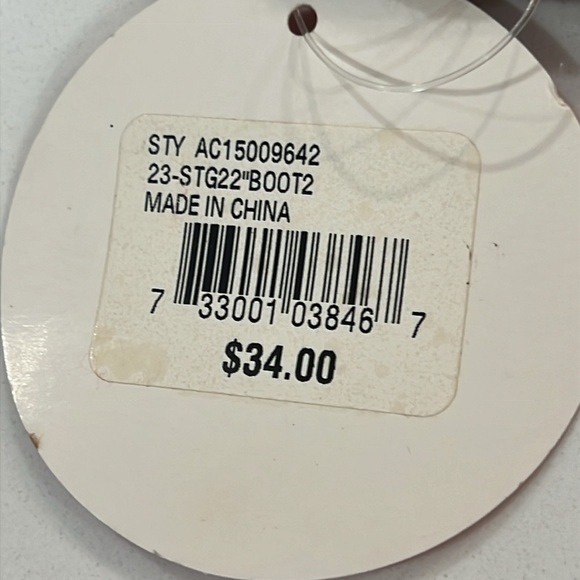 STY AC15009642
23-STG22"BOOT2
MADE IN CHINA
7 33001 03846 7
$34.00